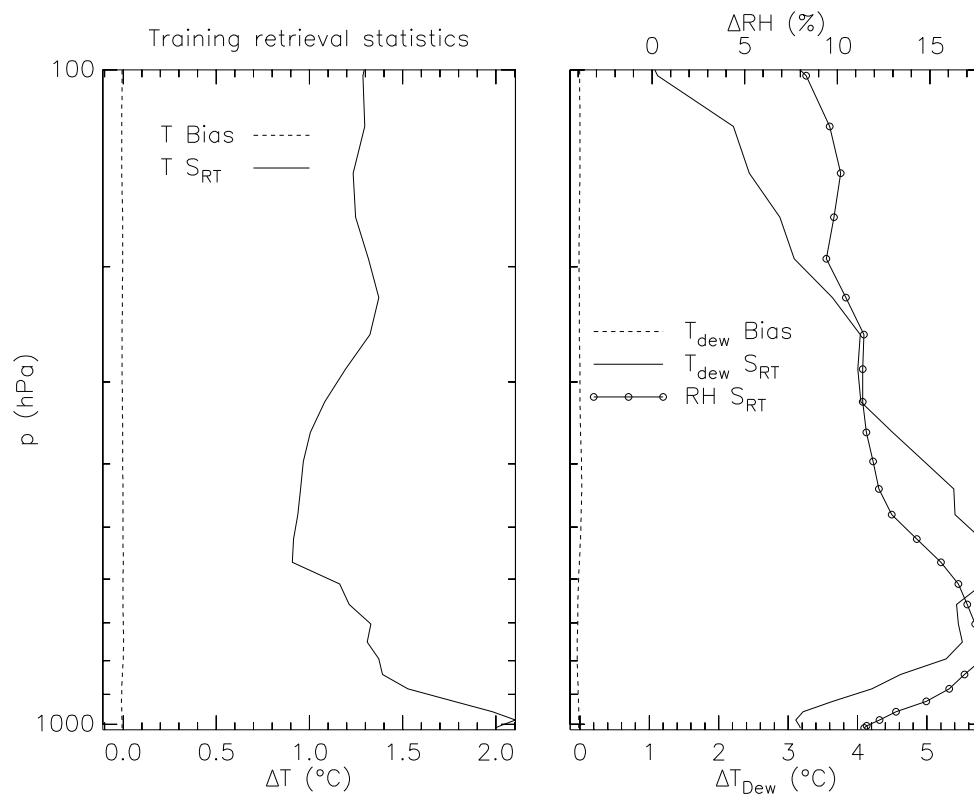 Training retrieval statistics
ΔRH (%)
0 5 10 15
100
T Bias
T S_RT
T_dew Bias
T_dew S_RT
RH S_RT
p (hPa)
1000
0.0 0.5 1.0 1.5 2.0
ΔT (°C)
0 1 2 3 4 5
ΔT_Dew (°C)